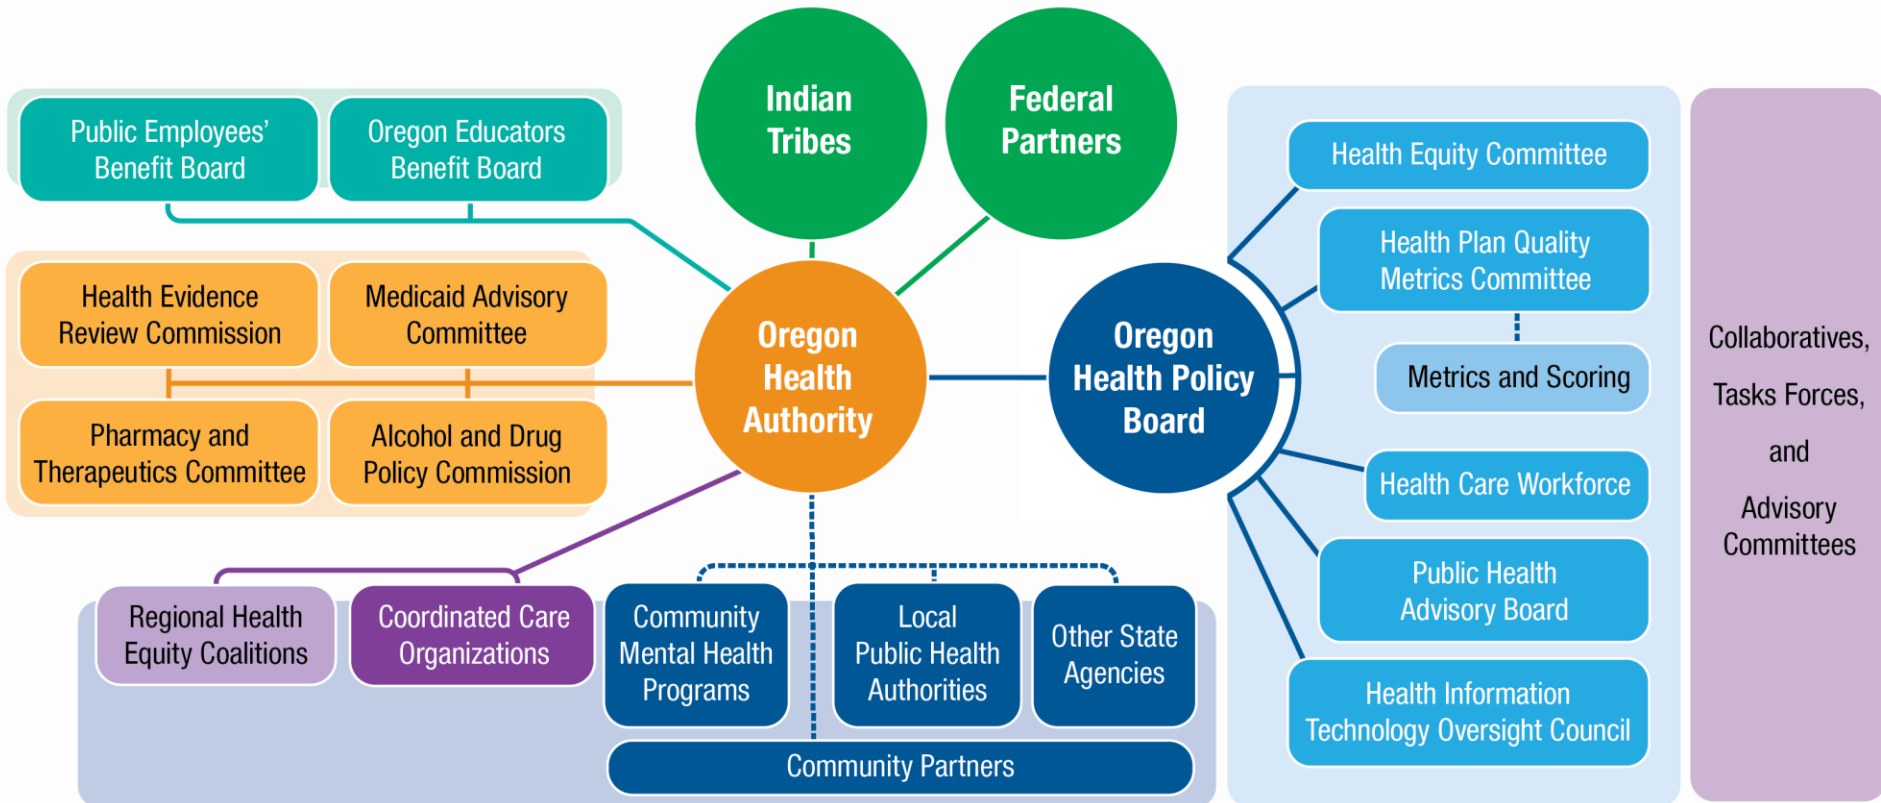 Indian
Tribes
Federal
Partners
Public Employees’
Benefit Board
Oregon Educators
Benefit Board
Health Evidence
Review Commission
Medicaid Advisory
Committee
Pharmacy and
Therapeutics Committee
Alcohol and Drug
Policy Commission
Oregon
Health
Authority
Oregon
Health Policy
Board
Health Equity Committee
Health Plan Quality
Metrics Committee
Metrics and Scoring
Health Care Workforce
Public Health
Advisory Board
Health Information
Technology Oversight Council
Collaboratives,
Tasks Forces,
and
Advisory
Committees
Regional Health
Equity Coalitions
Coordinated Care
Organizations
Community
Mental Health
Programs
Local
Public Health
Authorities
Other State
Agencies
Community Partners